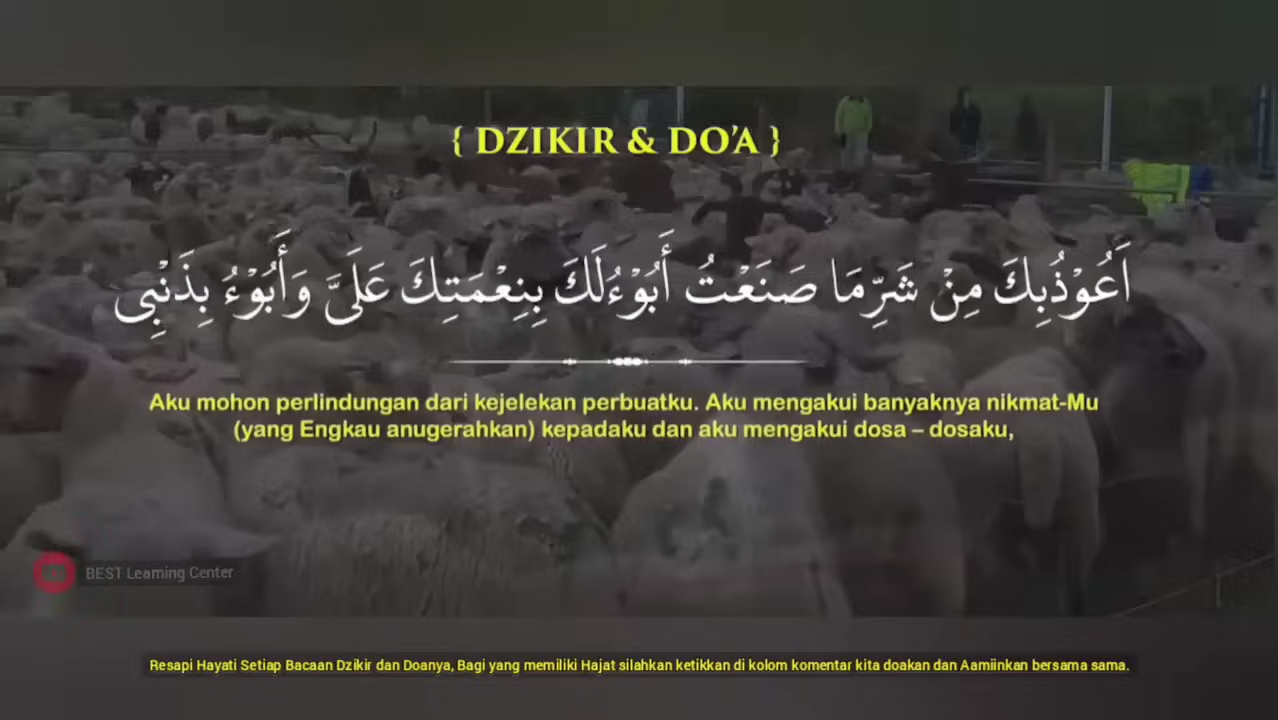 { DZIKIR & DO’A }
اَعُوْذُبِكَ مِنْ شَرِّمَا صَنَعْتُ أَبُوْءُلَكَ بِنِعْمَتِكَ عَلَيَّ وَأَبُوْءُ بِذَنْبِى
Aku mohon perlindungan dari kejelekan perbuatku. Aku mengakui banyaknya nikmat-Mu
(yang Engkau anugerahkan) kepadaku dan aku mengakui dosa – dosaku,
BEST Learning Center
Resapi Hayati Setiap Bacaan Dzikir dan Doanya, Bagi yang memiliki Hajat silahkan ketikkan di kolom komentar kita doakan dan Aamiinkan bersama sama.